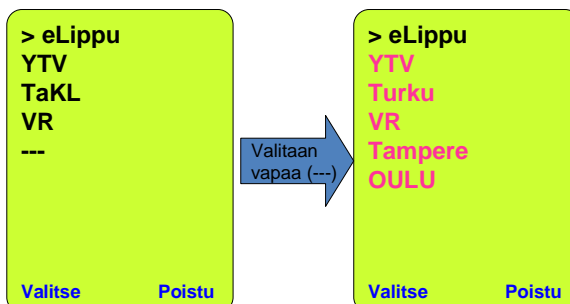 > eLippu
YTV
TaKL
VR
---
Valitse Poistu
Valitaan
vapaa (---)
> eLippu
YTV
Turku
VR
Tampere
OULU
Valitse Poistu